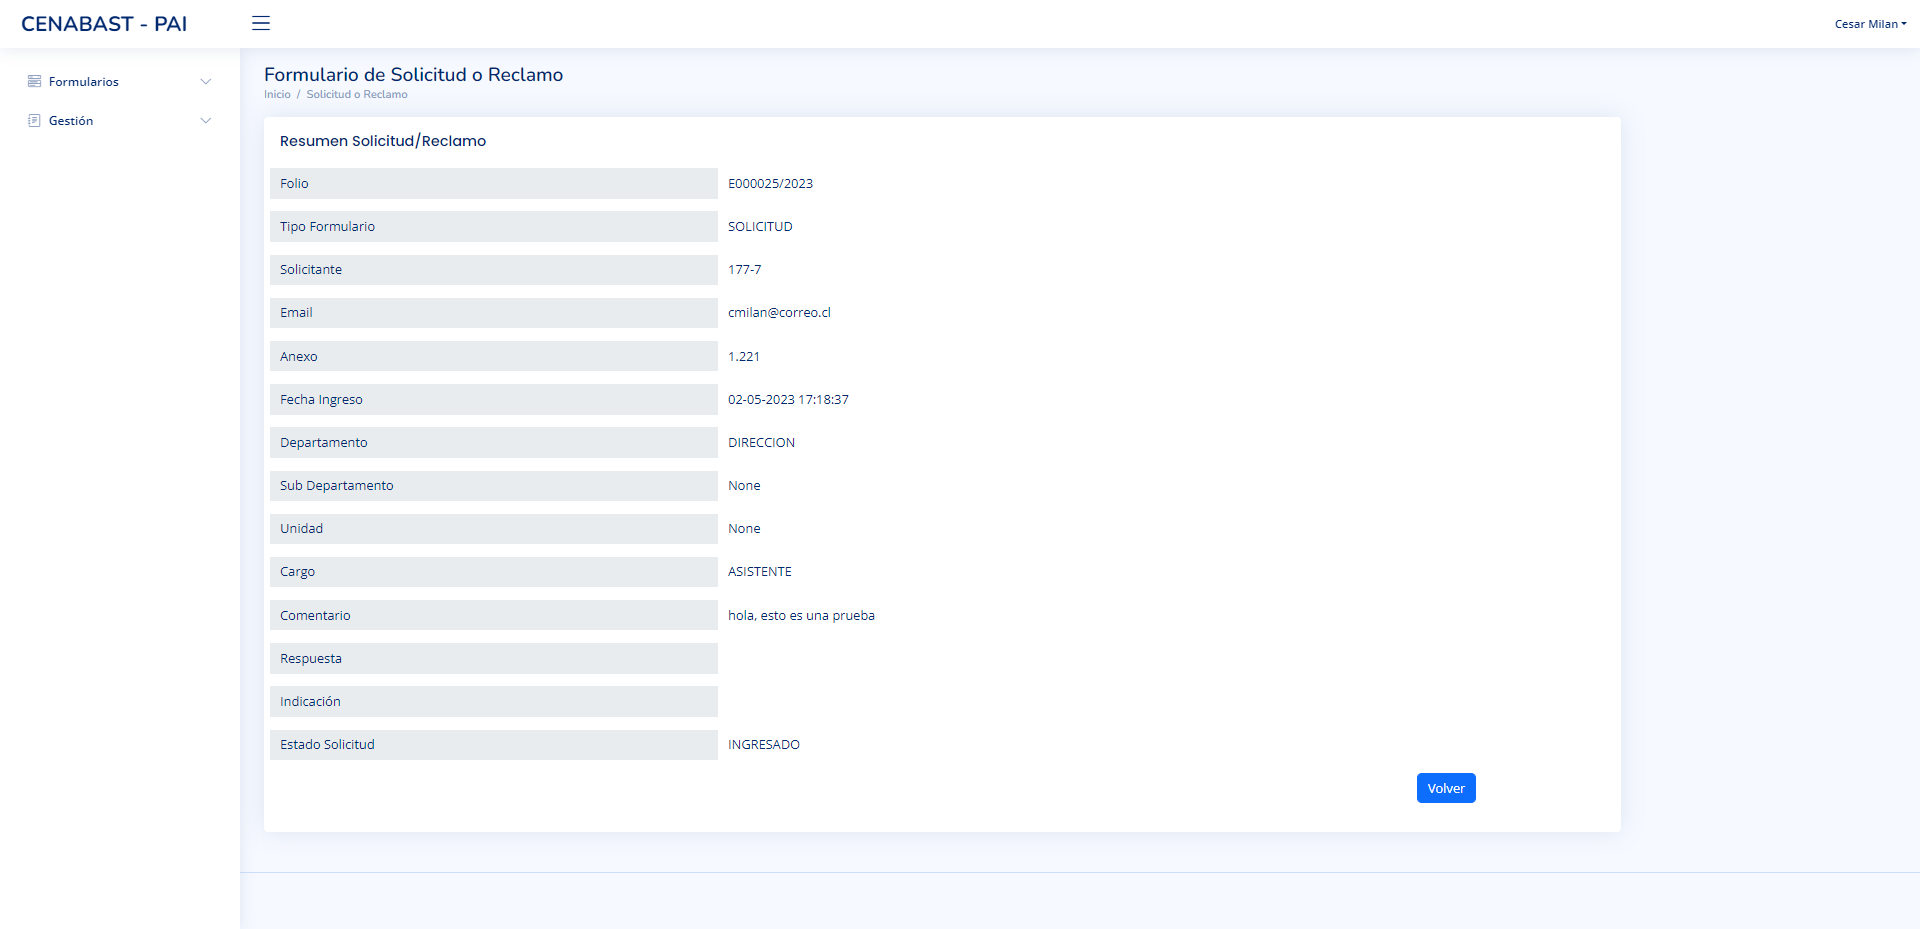 CENABAST - PAI
Cesar Milan
Formularios
Gestión
Formulario de Solicitud o Reclamo
Inicio / Solicitud o Reclamo
Resumen Solicitud/Reclamo
Folio E000025/2023
Tipo Formulario SOLICITUD
Solicitante 177-7
Email cmilan@correo.cl
Anexo 1.221
Fecha Ingreso 02-05-2023 17:18:37
Departamento DIRECCION
Sub Departamento None
Unidad None
Cargo ASISTENTE
Comentario hola, esto es una prueba
Respuesta
Indicación
Estado Solicitud INGRESADO
Volver